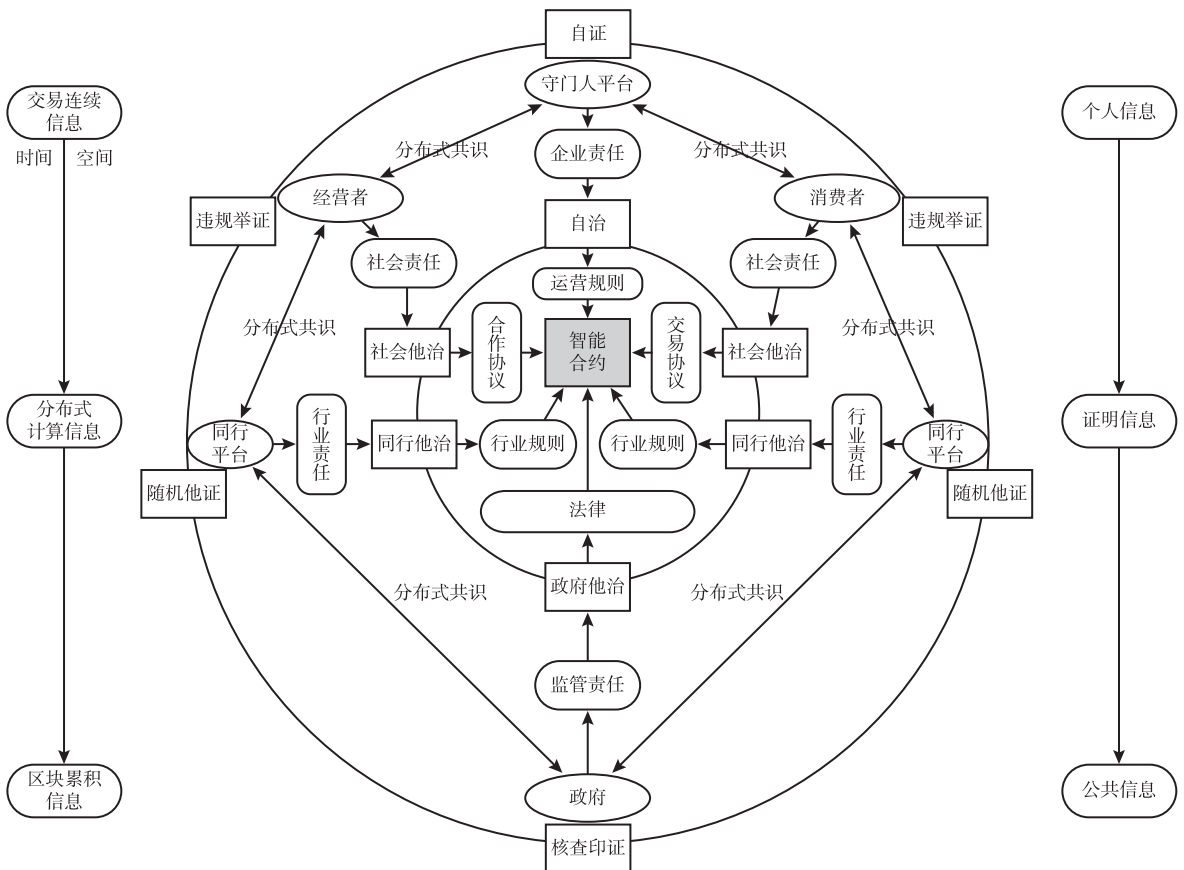 自证
守门人平台
交易连续
信息
个人信息
时间
空间
分布式共识
分布式共识
企业责任
经营者
消费者
违规举证
违规举证
自治
社会责任
社会责任
运营规则
分布式共识
分布式共识
合作协议
交易协议
智能
合约
社会他治
社会他治
分布式
计算信息
证明信息
同行
平台
行业责任
同行他治
行业规则
行业规则
同行他治
行业责任
同行
平台
随机他证
随机他证
法律
政府他治
分布式共识
分布式共识
监管责任
区块累积
信息
政府
公共信息
核查印证